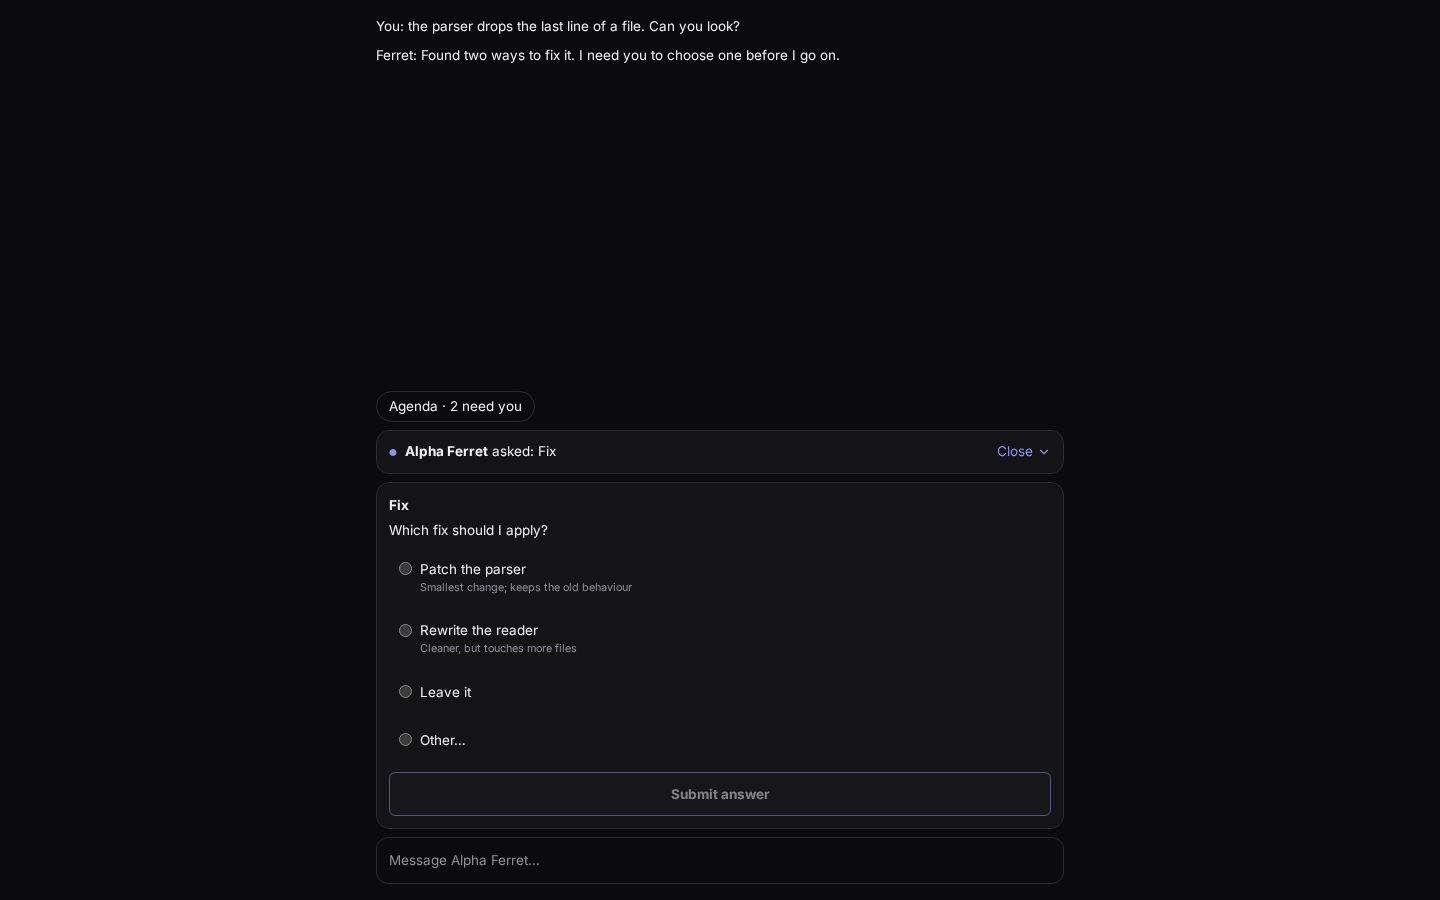 You: the parser drops the last line of a file. Can you look?
Ferret: Found two ways to fix it. I need you to choose one before I go on.
Agenda · 2 need you
Alpha Ferret asked: Fix
Close
Fix
Which fix should I apply?
Patch the parser
Smallest change; keeps the old behaviour
Rewrite the reader
Cleaner, but touches more files
Leave it
Other...
Submit answer
Message Alpha Ferret...